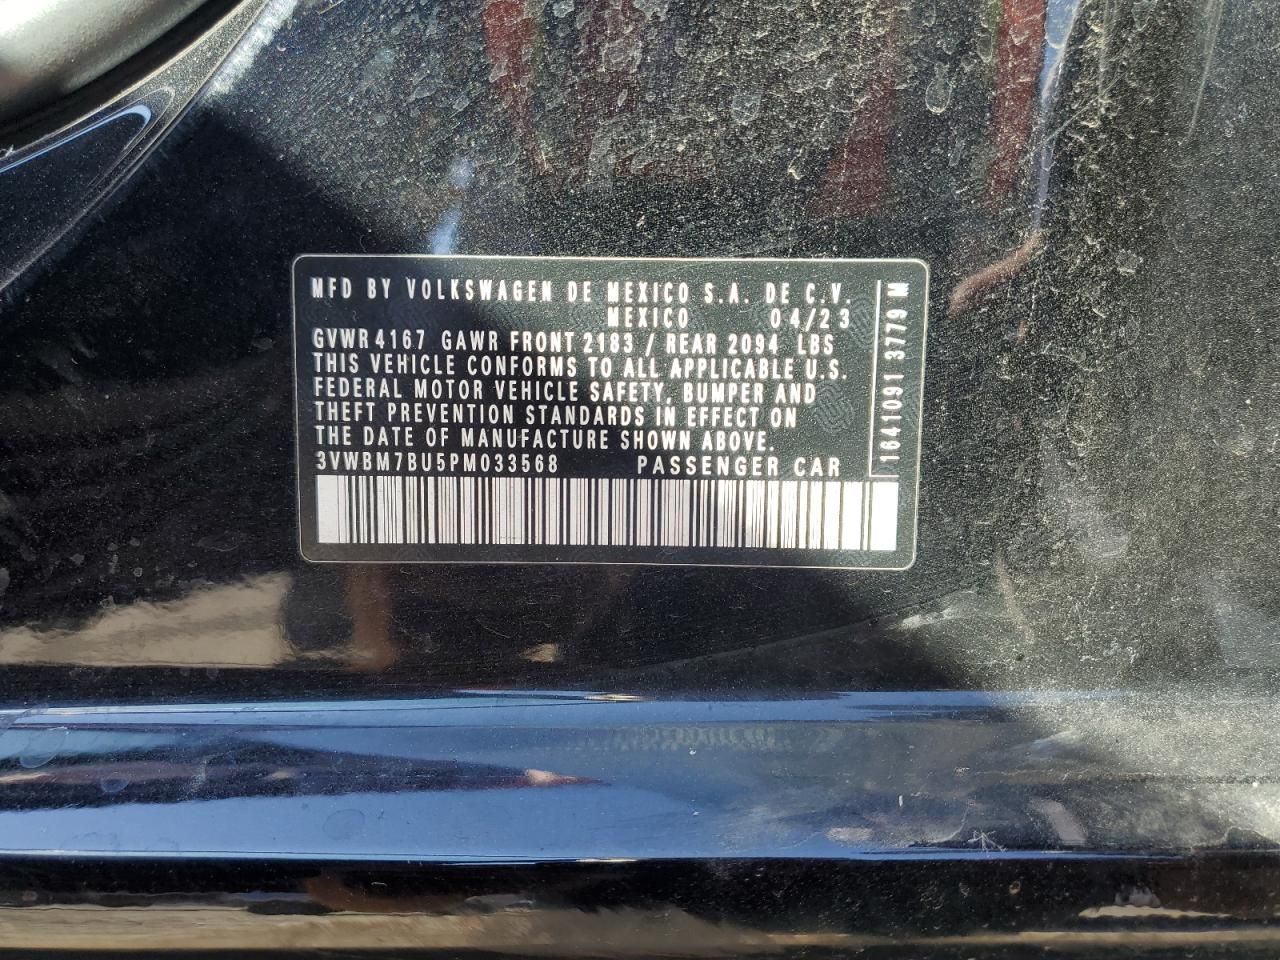 MFD BY VOLKSWAGEN DE MEXICO S.A. DE C.V.
MEXICO 04/23
GVWR 4167 GAWR FRONT 2183 / REAR 2094 LBS
THIS VEHICLE CONFORMS TO ALL APPLICABLE U.S.
FEDERAL MOTOR VEHICLE SAFETY, BUMPER AND
THEFT PREVENTION STANDARDS IN EFFECT ON
THE DATE OF MANUFACTURE SHOWN ABOVE.
3VWBM7BU5PM033568 PASSENGER CAR
1641091 3779 M